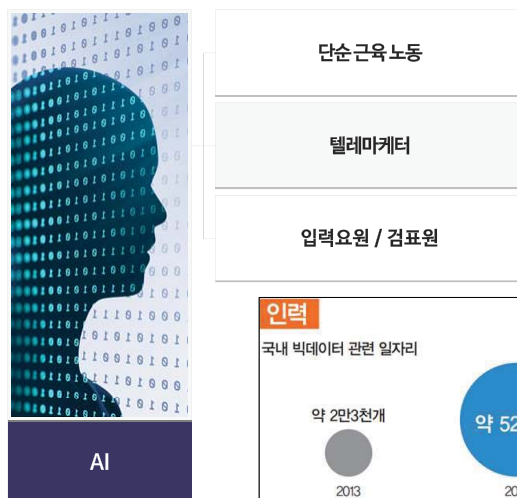 단순 근육 노동
텔레마케터
입력요원 / 검표원
AI
인력
국내 빅데이터 관련 일자리
약 2만3천개
약
2013